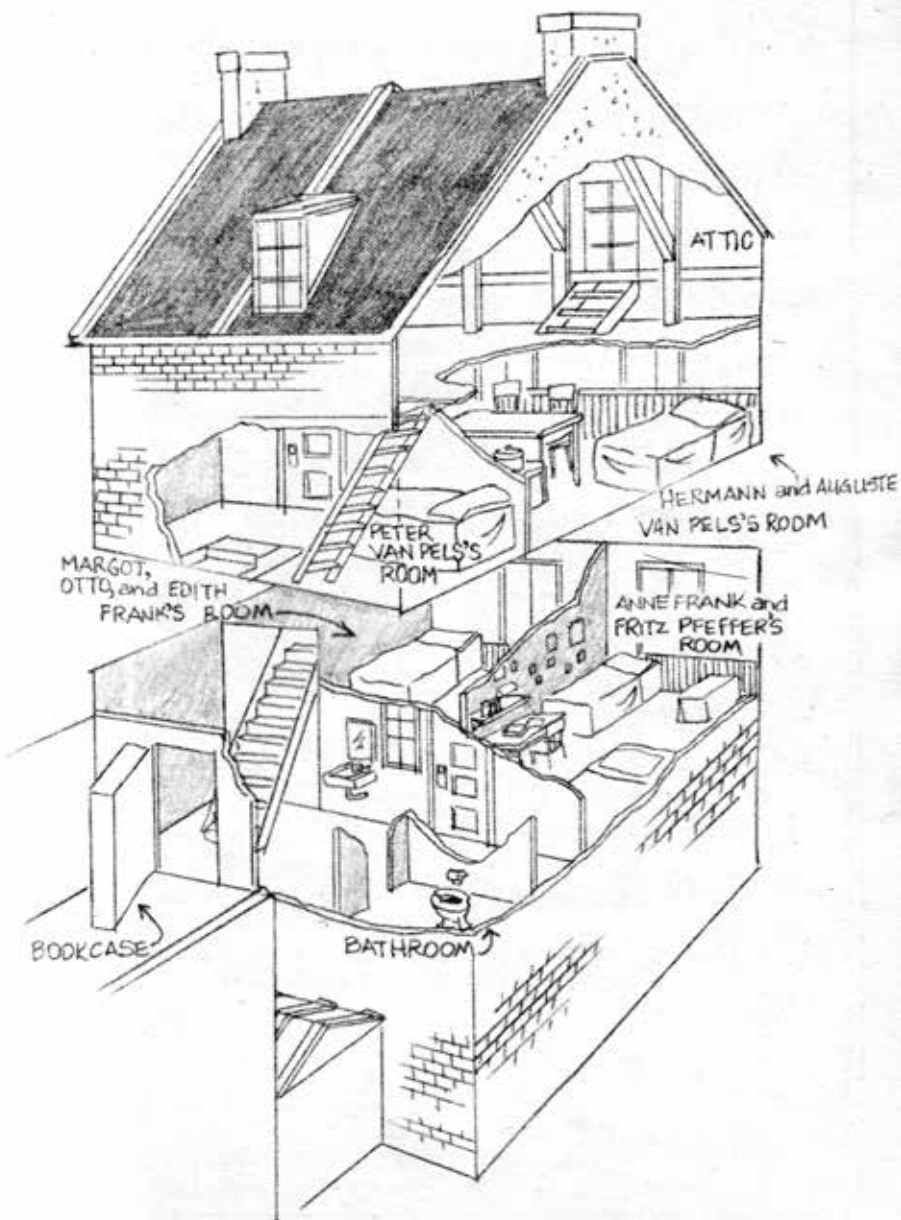 ATTIC
HERMANN and AUGUSTE
VAN PELS'S ROOM
PETER
VAN PELS'S
ROOM
MARGOT,
OTTO, and EDITH
FRANK'S ROOM
ANNE FRANK and
FRITZ PFEFFER'S
ROOM
BOOKCASE
BATHROOM